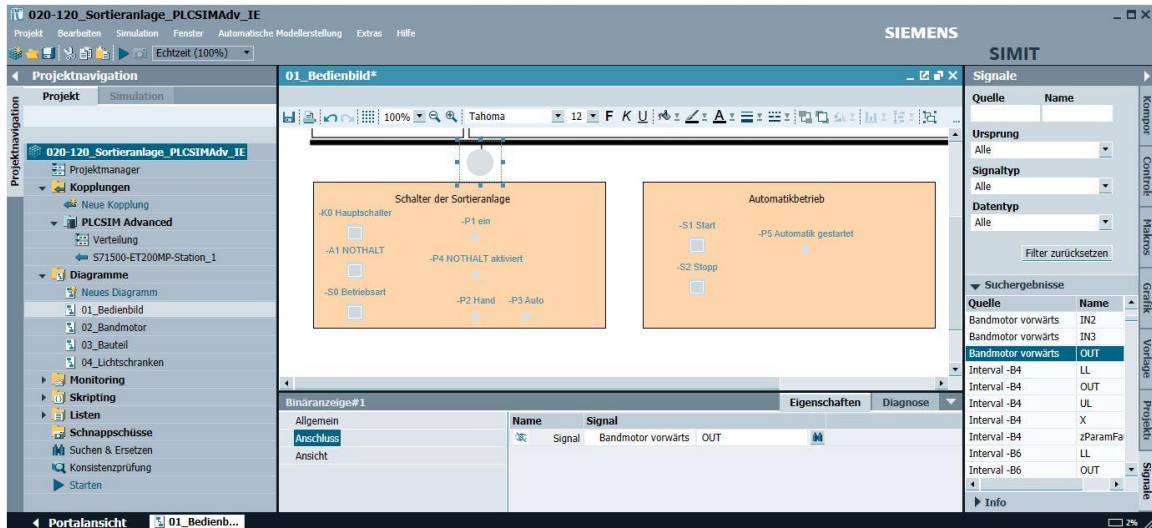 020-120_Sortieranlage_PLCSIMAdv_IE
Projekt Bearbeiten Simulation Fenster Automatische Modellerstellung Extras Hilfe
SIEMENS
Echtzeit (100%)
SIMIT
Projektnavigation
Projekt Simulation
Projektnavigation
020-120_Sortieranlage_PLCSIMAdv_IE
Projektmanager
Kopplungen
Neue Kopplung
PLCSIM Advanced
Verteilung
S71500-ET200MP-Station_1
Diagramme
Neues Diagramm
01_Bedienbild
02_Bandmotor
03_Bauteil
04_Lichtschranken
Monitoring
Skripting
Listen
Schnappschüsse
Suchen & Ersetzen
Konsistenzprüfung
Starten
01_Bedienbild*
100% Tahoma 12 F K U A
Schalter der Sortieranlage
-K0 Hauptschalter
-P1 ein
-A1 NOTHALT
-P4 NOTHALT aktiviert
-S0 Betriebsart
-P2 Hand -P3 Auto
Automatikbetrieb
-S1 Start
-P5 Automatik gestartet
-S2 Stopp
Binäranzeige#1
Eigenschaften Diagnose
Allgemein
Anschluss
Ansicht
Name Signal
Signal Bandmotor vorwärts OUT
Signale
Quelle Name
Ursprung
Alle
Signaltyp
Alle
Datentyp
Alle
Filter zurücksetzen
Suchergebnisse
Quelle Name
Bandmotor vorwärts IN2
Bandmotor vorwärts IN3
Bandmotor vorwärts OUT
Interval -B4 LL
Interval -B4 OUT
Interval -B4 UL
Interval -B4 X
Interval -B4 zParamFa
Interval -B6 LL
Interval -B6 OUT
Info
Kompor
Controls
Makros
Grafik
Vorlage
Projektı
Signale
Portalansicht 01_Bedienb...
2%